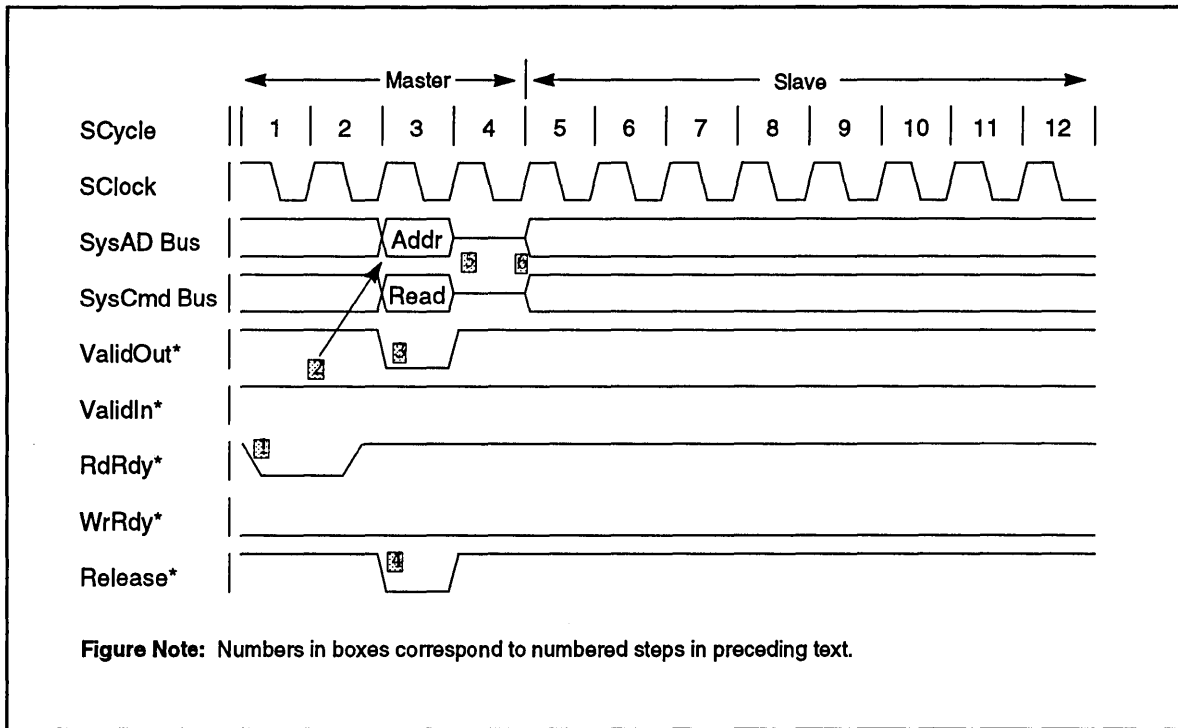 Master Slave
SCycle 1 2 3 4 5 6 7 8 9 10 11 12
SClock
SysAD Bus Addr
5 6
SysCmd Bus Read
ValidOut* 3
2
ValidIn*
1
RdRdy*
WrRdy*
4
Release*
Figure Note: Numbers in boxes correspond to numbered steps in preceding text.